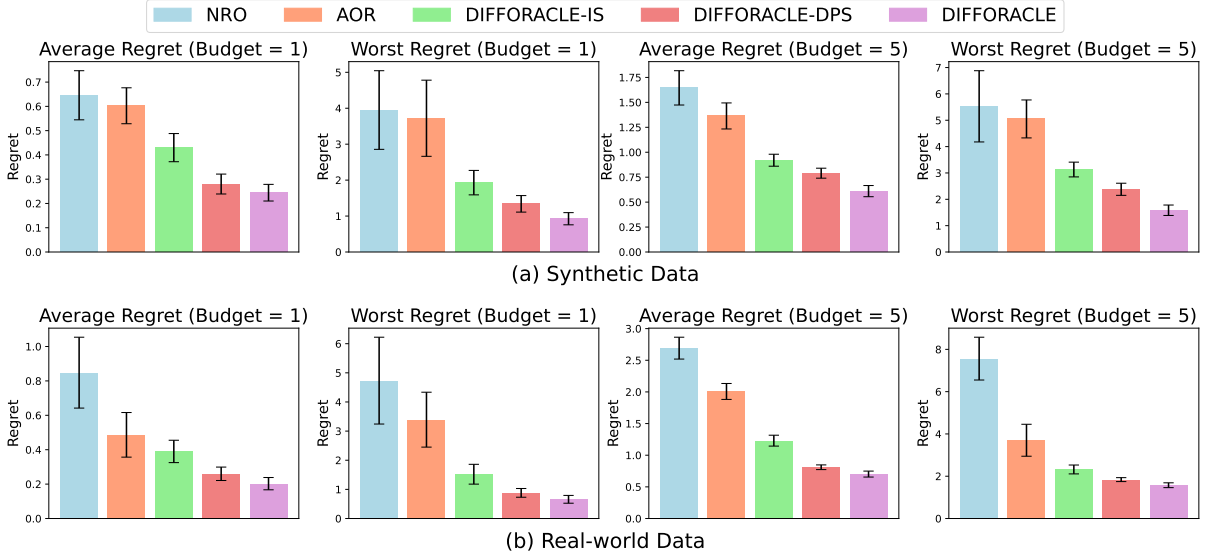 NRO AOR DIFFORACLE-IS DIFFORACLE-DPS DIFFORACLE
Average Regret (Budget = 1)
Regret
0.7
0.6
0.5
0.4
0.3
0.2
0.1
0.0
Worst Regret (Budget = 1)
Regret
5
4
3
2
1
0
Average Regret (Budget = 5)
Regret
1.75
1.50
1.25
1.00
0.75
0.50
0.25
0.00
Worst Regret (Budget = 5)
Regret
7
6
5
4
3
2
1
0
(a) Synthetic Data
Average Regret (Budget = 1)
Regret
1.0
0.8
0.6
0.4
0.2
0.0
Worst Regret (Budget = 1)
Regret
6
5
4
3
2
1
0
Average Regret (Budget = 5)
Regret
3.0
2.5
2.0
1.5
1.0
0.5
0.0
Worst Regret (Budget = 5)
Regret
8
6
4
2
0
(b) Real-world Data